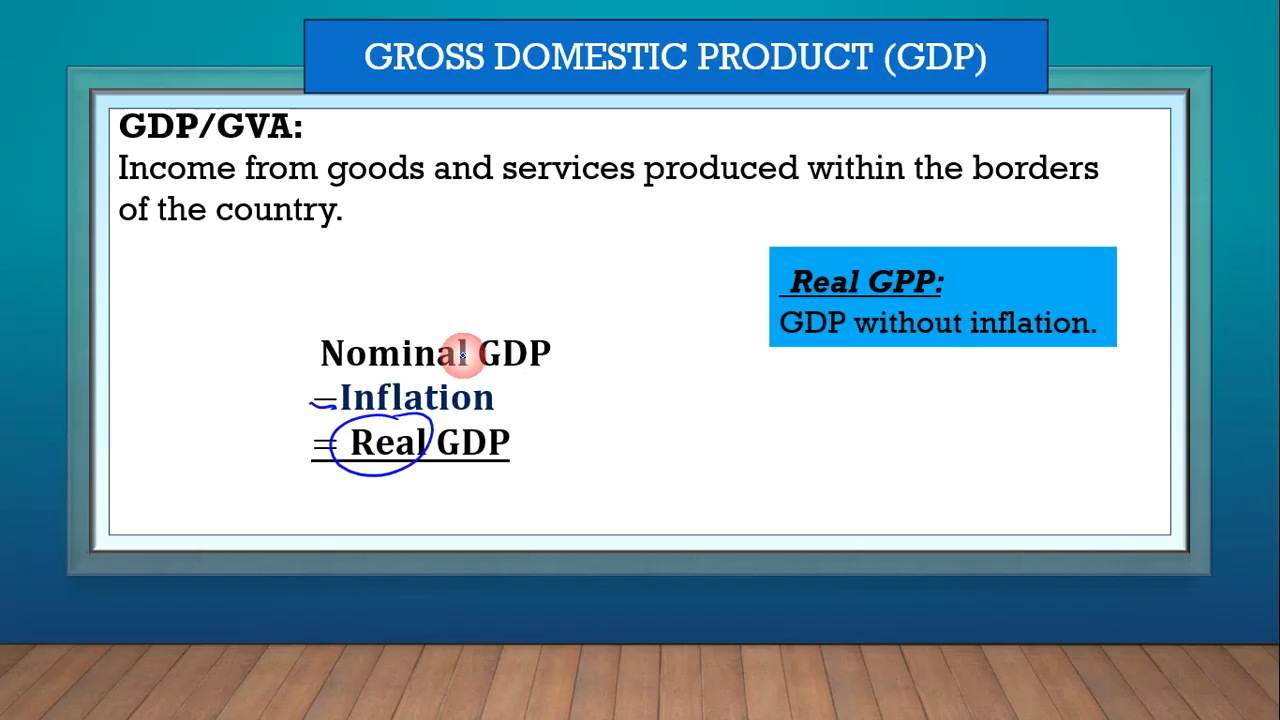 GROSS DOMESTIC PRODUCT (GDP)
GDP/GVA:
Income from goods and services produced within the borders
of the country.
Real GPP:
GDP without inflation.
Nominal GDP
−Inflation
= Real GDP